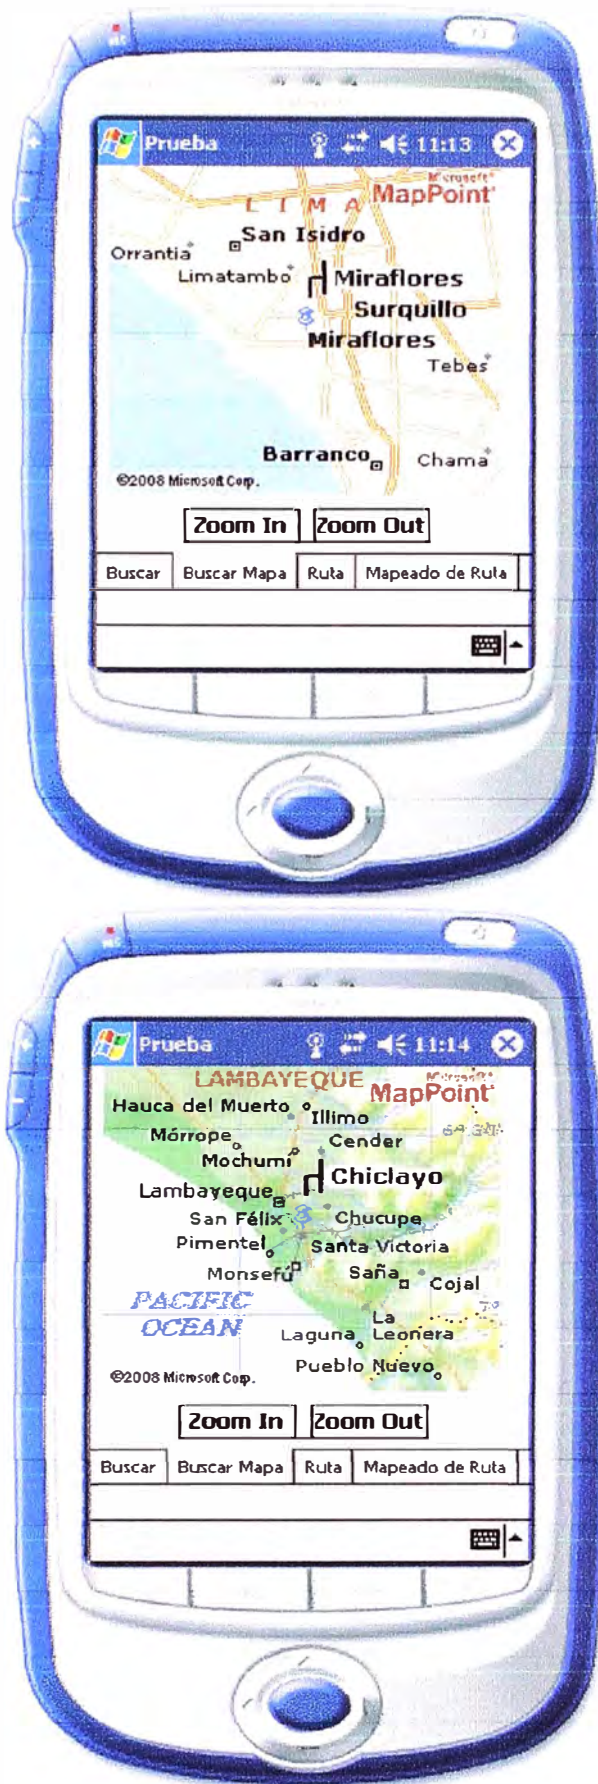 Prueba 11:13
Microsoft®
MapPoint®
LIMA
San Isidro
Orrantia
Limatambo
Miraflores
Surquillo
Miraflores
Tebes
Barranco
Chama
©2008 Microsoft Corp.
Zoom In Zoom Out
Buscar Buscar Mapa Ruta Mapeado de Ruta
Prueba 11:14
LAMBAYEQUE
Microsoft®
MapPoint®
Hauca del Muerto
Illimo
Mórrope
Cender
Mochumí
Chiclayo
Lambayeque
San Félix
Chucupe
Pimentel
Santa Victoria
Monsefú
Saña
Cojal
PACIFIC
OCEAN
La
Laguna Leonera
Pueblo Nuevo
©2008 Microsoft Corp.
Zoom In Zoom Out
Buscar Buscar Mapa Ruta Mapeado de Ruta